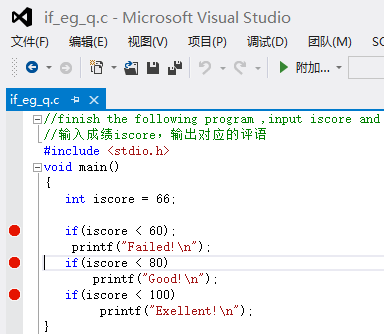 if_eg_q.c - Microsoft Visual Studio
文件(F) 编辑(E) 视图(V) 项目(P) 调试(D) 团队(M)
附加...
if_eg_q.c
//finish the following program ,input iscore and
//输入成绩iscore，输出对应的评语
#include <stdio.h>
void main()
{
int iscore = 66;
if(iscore < 60);
printf("Failed!\n");
if(iscore < 80)
printf("Good!\n");
if(iscore < 100)
printf("Exellent!\n");
}